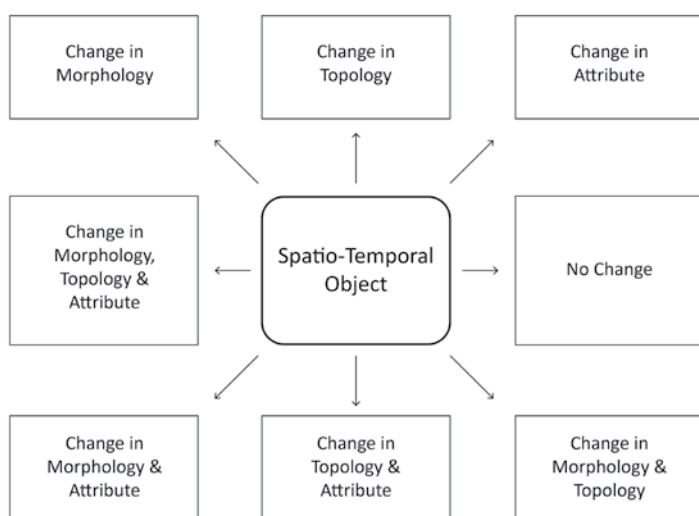 Change in
Morphology
Change in
Topology
Change in
Attribute
Change in
Morphology,
Topology &
Attribute
Spatio-Temporal
Object
No Change
Change in
Morphology &
Attribute
Change in
Topology &
Attribute
Change in
Morphology &
Topology